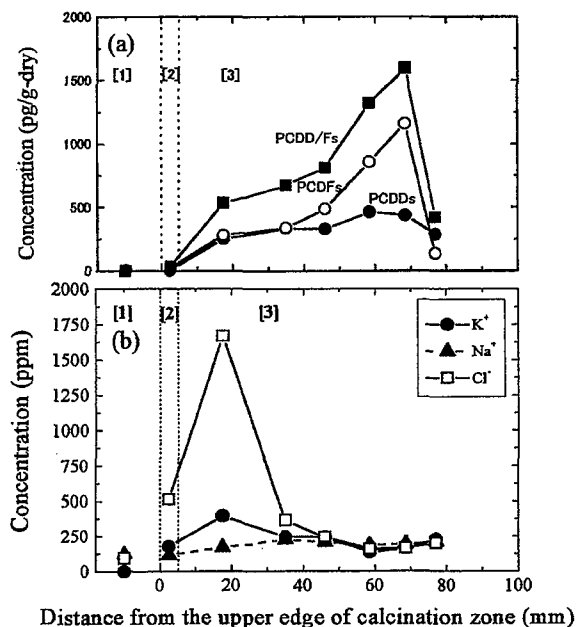 2000
(a)
[1]
[2]
[3]
1500
PCDD/Fs
1000
PCDFs
PCDDs
500
0
Concentration (pg/g-dry)
2000
[1]
[2]
[3]
(b)
1750
K⁺
Na⁺
Cl⁻
1500
1250
1000
750
500
250
0
Concentration (ppm)
0 20 40 60 80 100
Distance from the upper edge of calcination zone (mm)